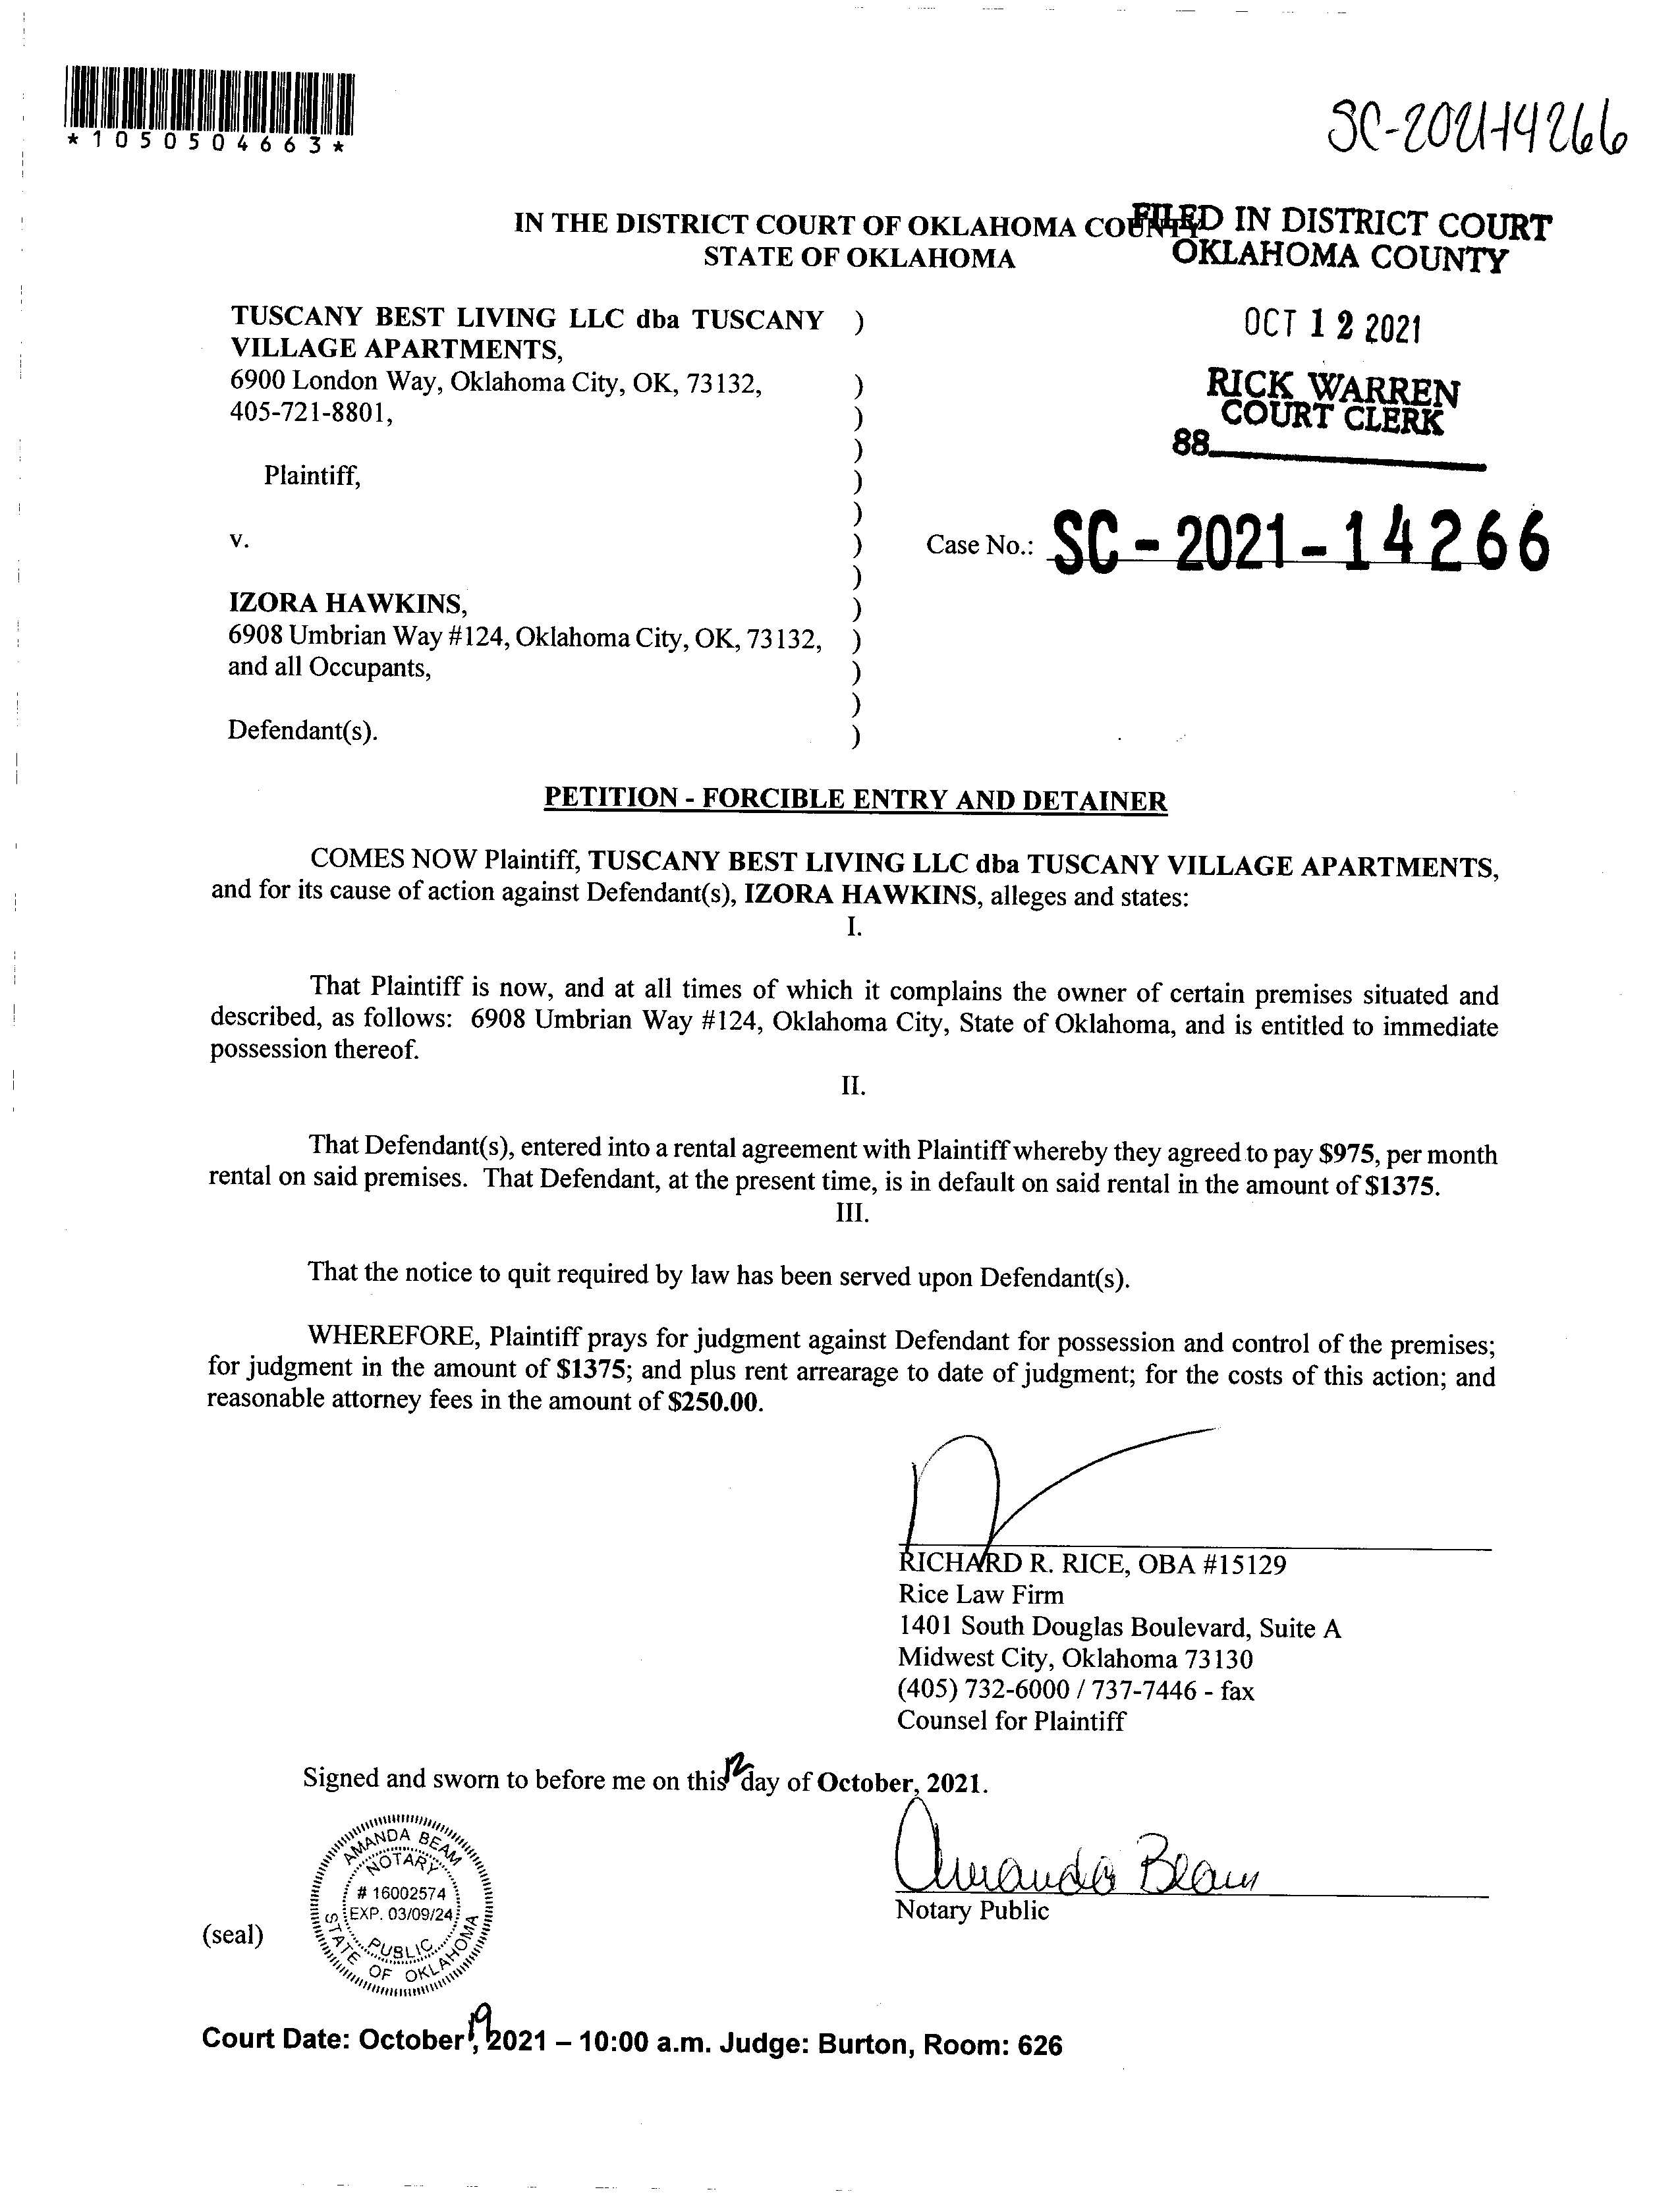 *1050504663*
SC-2021-14266
IN THE DISTRICT COURT OF OKLAHOMA COUNTY
STATE OF OKLAHOMA
FILED IN DISTRICT COURT
OKLAHOMA COUNTY
OCT 12 2021
RICK WARREN
COURT CLERK
88
TUSCANY BEST LIVING LLC dba TUSCANY )
VILLAGE APARTMENTS,
6900 London Way, Oklahoma City, OK, 73132, )
405-721-8801, )
)
Plaintiff, )
)
v. )
)
Case No.: SC-2021-14266
IZORA HAWKINS, )
6908 Umbrian Way #124, Oklahoma City, OK, 73132, )
and all Occupants, )
)
Defendant(s). )
PETITION - FORCIBLE ENTRY AND DETAINER
COMES NOW Plaintiff, TUSCANY BEST LIVING LLC dba TUSCANY VILLAGE APARTMENTS,
and for its cause of action against Defendant(s), IZORA HAWKINS, alleges and states:
I.
That Plaintiff is now, and at all times of which it complains the owner of certain premises situated and
described, as follows: 6908 Umbrian Way #124, Oklahoma City, State of Oklahoma, and is entitled to immediate
possession thereof.
II.
That Defendant(s), entered into a rental agreement with Plaintiff whereby they agreed to pay $975, per month
rental on said premises. That Defendant, at the present time, is in default on said rental in the amount of $1375.
III.
That the notice to quit required by law has been served upon Defendant(s).
WHEREFORE, Plaintiff prays for judgment against Defendant for possession and control of the premises;
for judgment in the amount of $1375; and plus rent arrearage to date of judgment; for the costs of this action; and
reasonable attorney fees in the amount of $250.00.
RICHARD R. RICE, OBA #15129
Rice Law Firm
1401 South Douglas Boulevard, Suite A
Midwest City, Oklahoma 73130
(405) 732-6000 / 737-7446 - fax
Counsel for Plaintiff
Signed and sworn to before me on this 12 day of October, 2021.
Amanda Beam
Notary Public
(seal)
AMANDA BEAM
NOTARY
# 16002574
EXP. 03/09/24
PUBLIC
STATE OF OKLAHOMA
Court Date: October 19, 2021 – 10:00 a.m. Judge: Burton, Room: 626